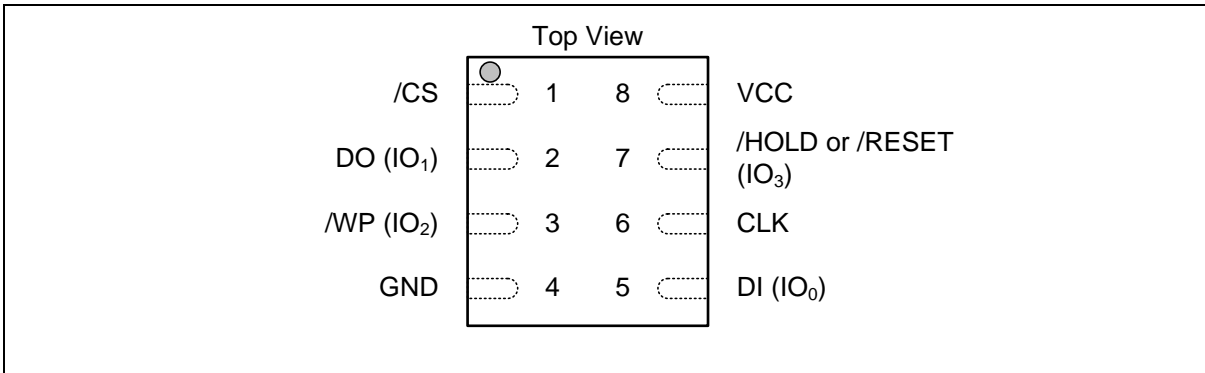 Top View
/CS 1 8 VCC
DO (IO₁) 2 7 /HOLD or /RESET
(IO₃)
/WP (IO₂) 3 6 CLK
GND 4 5 DI (IO₀)